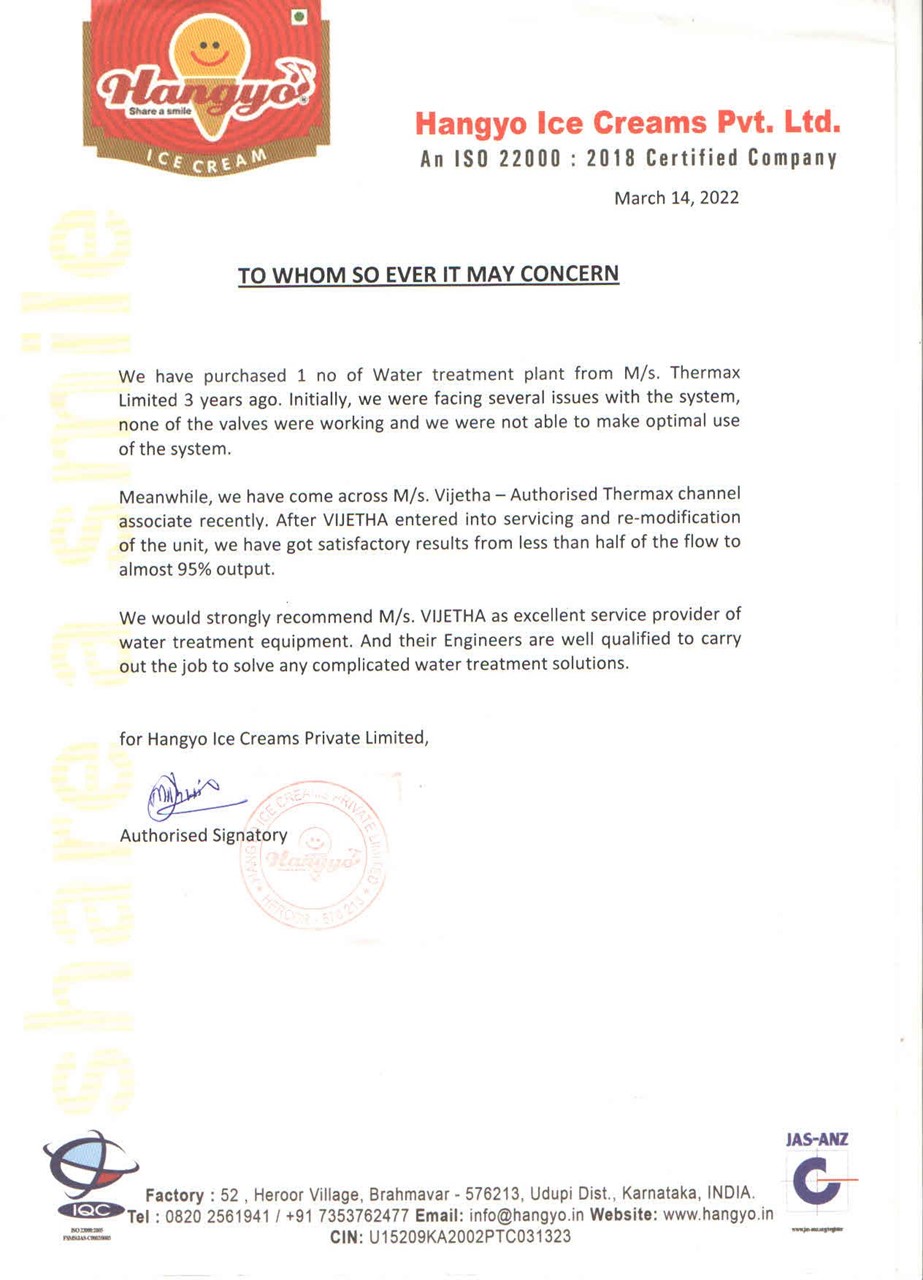 Hangyo
Share a smile
ICE CREAM
Hangyo Ice Creams Pvt. Ltd.
An ISO 22000 : 2018 Certified Company
March 14, 2022
TO WHOM SO EVER IT MAY CONCERN
We have purchased 1 no of Water treatment plant from M/s. Thermax
Limited 3 years ago. Initially, we were facing several issues with the system,
none of the valves were working and we were not able to make optimal use
of the system.
Meanwhile, we have come across M/s. Vijetha – Authorised Thermax channel
associate recently. After VIJETHA entered into servicing and re-modification
of the unit, we have got satisfactory results from less than half of the flow to
almost 95% output.
We would strongly recommend M/s. VIJETHA as excellent service provider of
water treatment equipment. And their Engineers are well qualified to carry
out the job to solve any complicated water treatment solutions.
for Hangyo Ice Creams Private Limited,
Authorised Signatory
HANGYO ICE CREAMS PRIVATE LIMITED
Hangyo
HEROOR - 576 213
share a smile
IQC
JAS-ANZ
www.jas-anz.org/register
Factory : 52 , Heroor Village, Brahmavar - 576213, Udupi Dist., Karnataka, INDIA.
Tel : 0820 2561941 / +91 7353762477 Email: info@hangyo.in Website: www.hangyo.in
CIN: U15209KA2002PTC031323